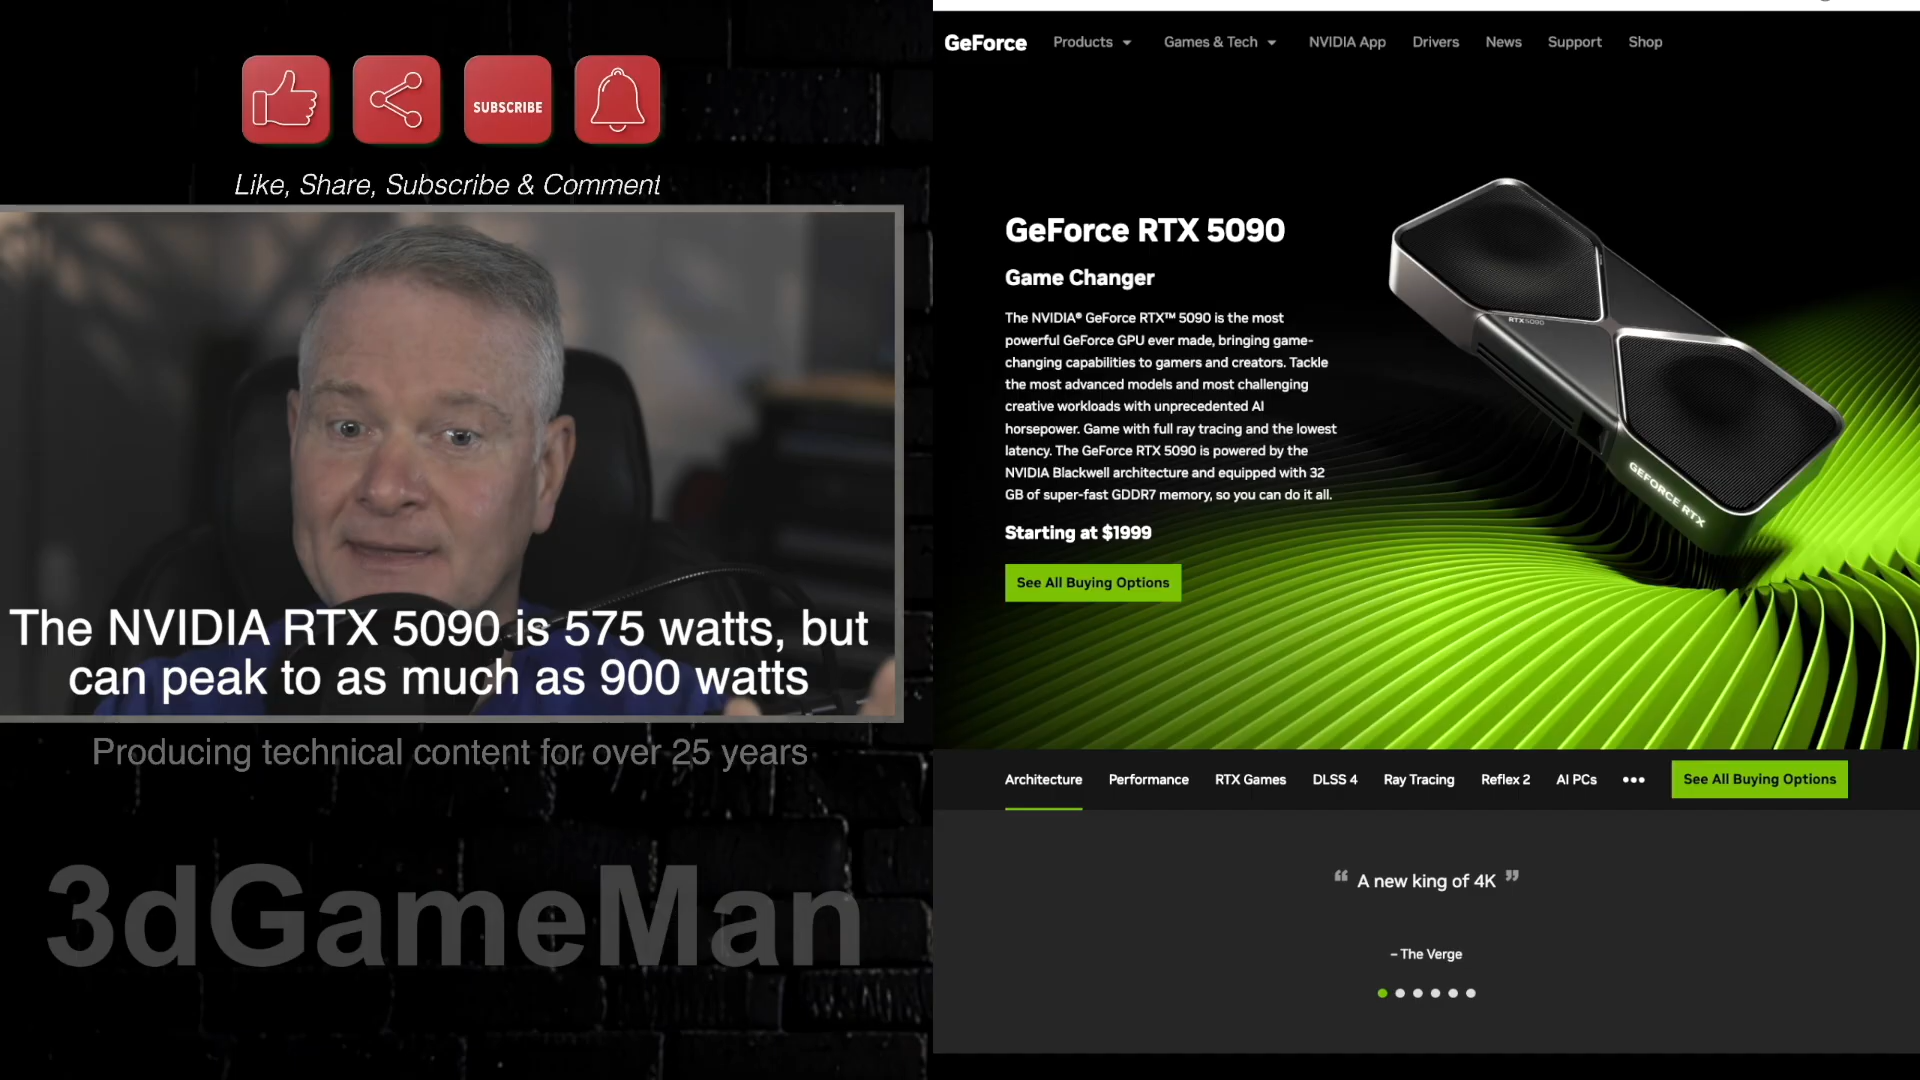 SUBSCRIBE
Like, Share, Subscribe & Comment
The NVIDIA RTX 5090 is 575 watts, but
can peak to as much as 900 watts
Producing technical content for over 25 years
3dGameMan
GeForce Products Games & Tech NVIDIA App Drivers News Support Shop
GeForce RTX 5090
Game Changer
The NVIDIA® GeForce RTX™ 5090 is the most
powerful GeForce GPU ever made, bringing game-
changing capabilities to gamers and creators. Tackle
the most advanced models and most challenging
creative workloads with unprecedented AI
horsepower. Game with full ray tracing and the lowest
latency. The GeForce RTX 5090 is powered by the
NVIDIA Blackwell architecture and equipped with 32
GB of super-fast GDDR7 memory, so you can do it all.
Starting at $1999
See All Buying Options
RTX 5090
GEFORCE RTX
Architecture Performance RTX Games DLSS 4 Ray Tracing Reflex 2 AI PCs ••• See All Buying Options
“ A new king of 4K ”
– The Verge